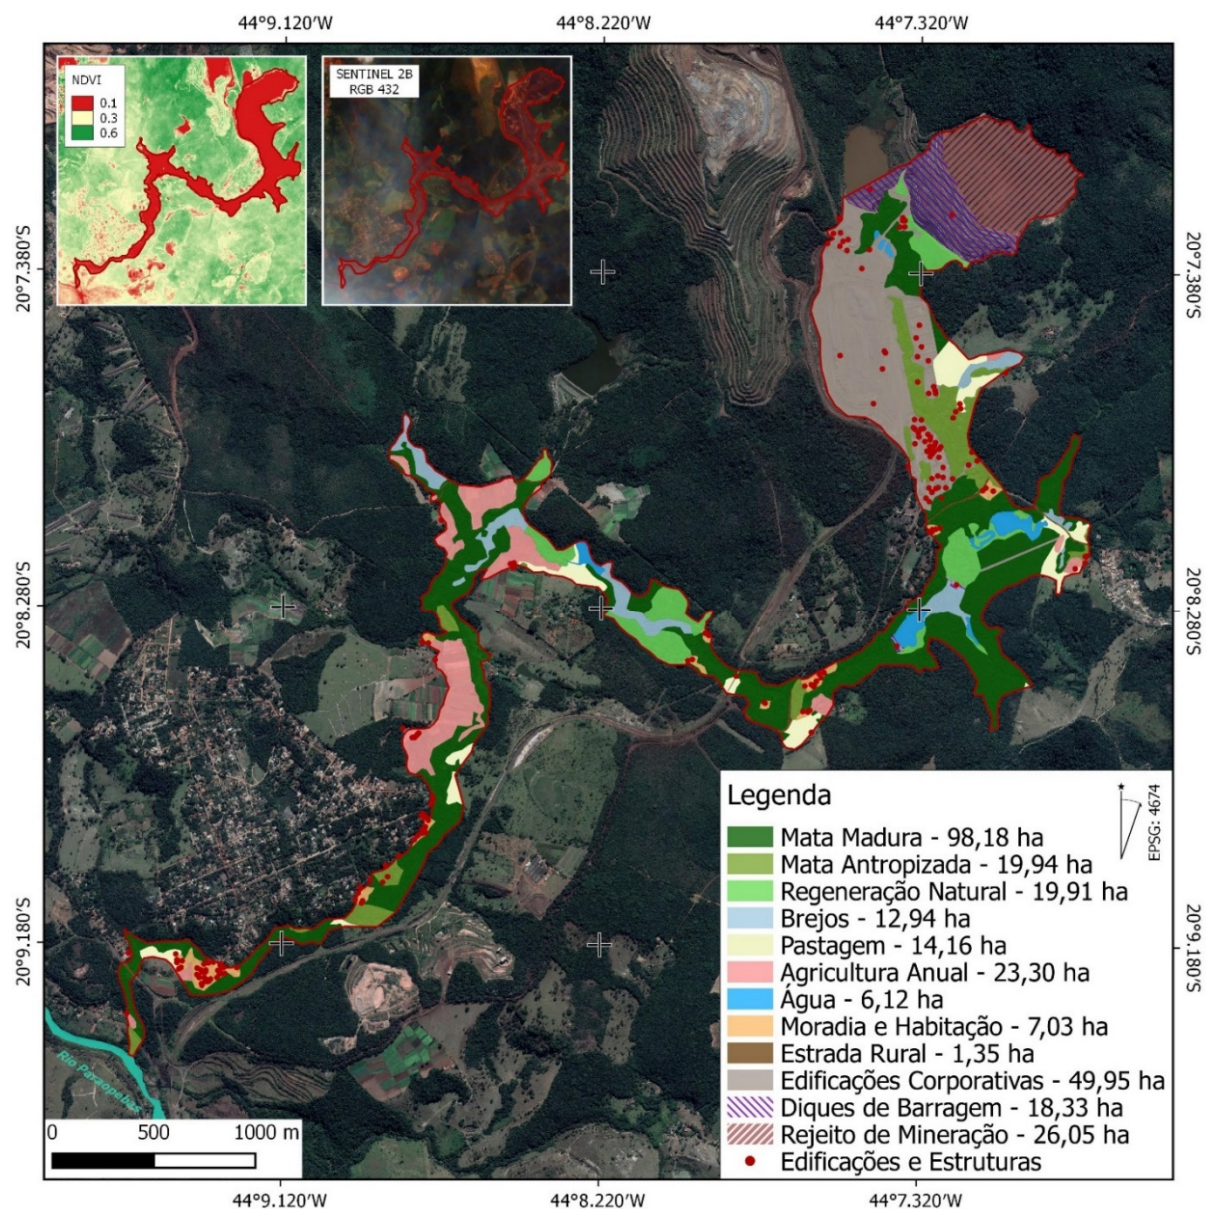 44°9.120′W
44°8.220′W
44°7.320′W
NDVI
0.1
0.3
0.6
SENTINEL 2B
RGB 432
20°7.380′S
20°7.380′S
20°8.280′S
20°8.280′S
20°9.180′S
20°9.180′S
Legenda
EPSG: 4674
Mata Madura - 98,18 ha
Mata Antropizada - 19,94 ha
Regeneração Natural - 19,91 ha
Brejos - 12,94 ha
Pastagem - 14,16 ha
Agricultura Anual - 23,30 ha
Água - 6,12 ha
Moradia e Habitação - 7,03 ha
Estrada Rural - 1,35 ha
Edificações Corporativas - 49,95 ha
Diques de Barragem - 18,33 ha
Rejeito de Mineração - 26,05 ha
Edificações e Estruturas
Rio Paraopebas
0 500 1000 m
44°9.120′W
44°8.220′W
44°7.320′W